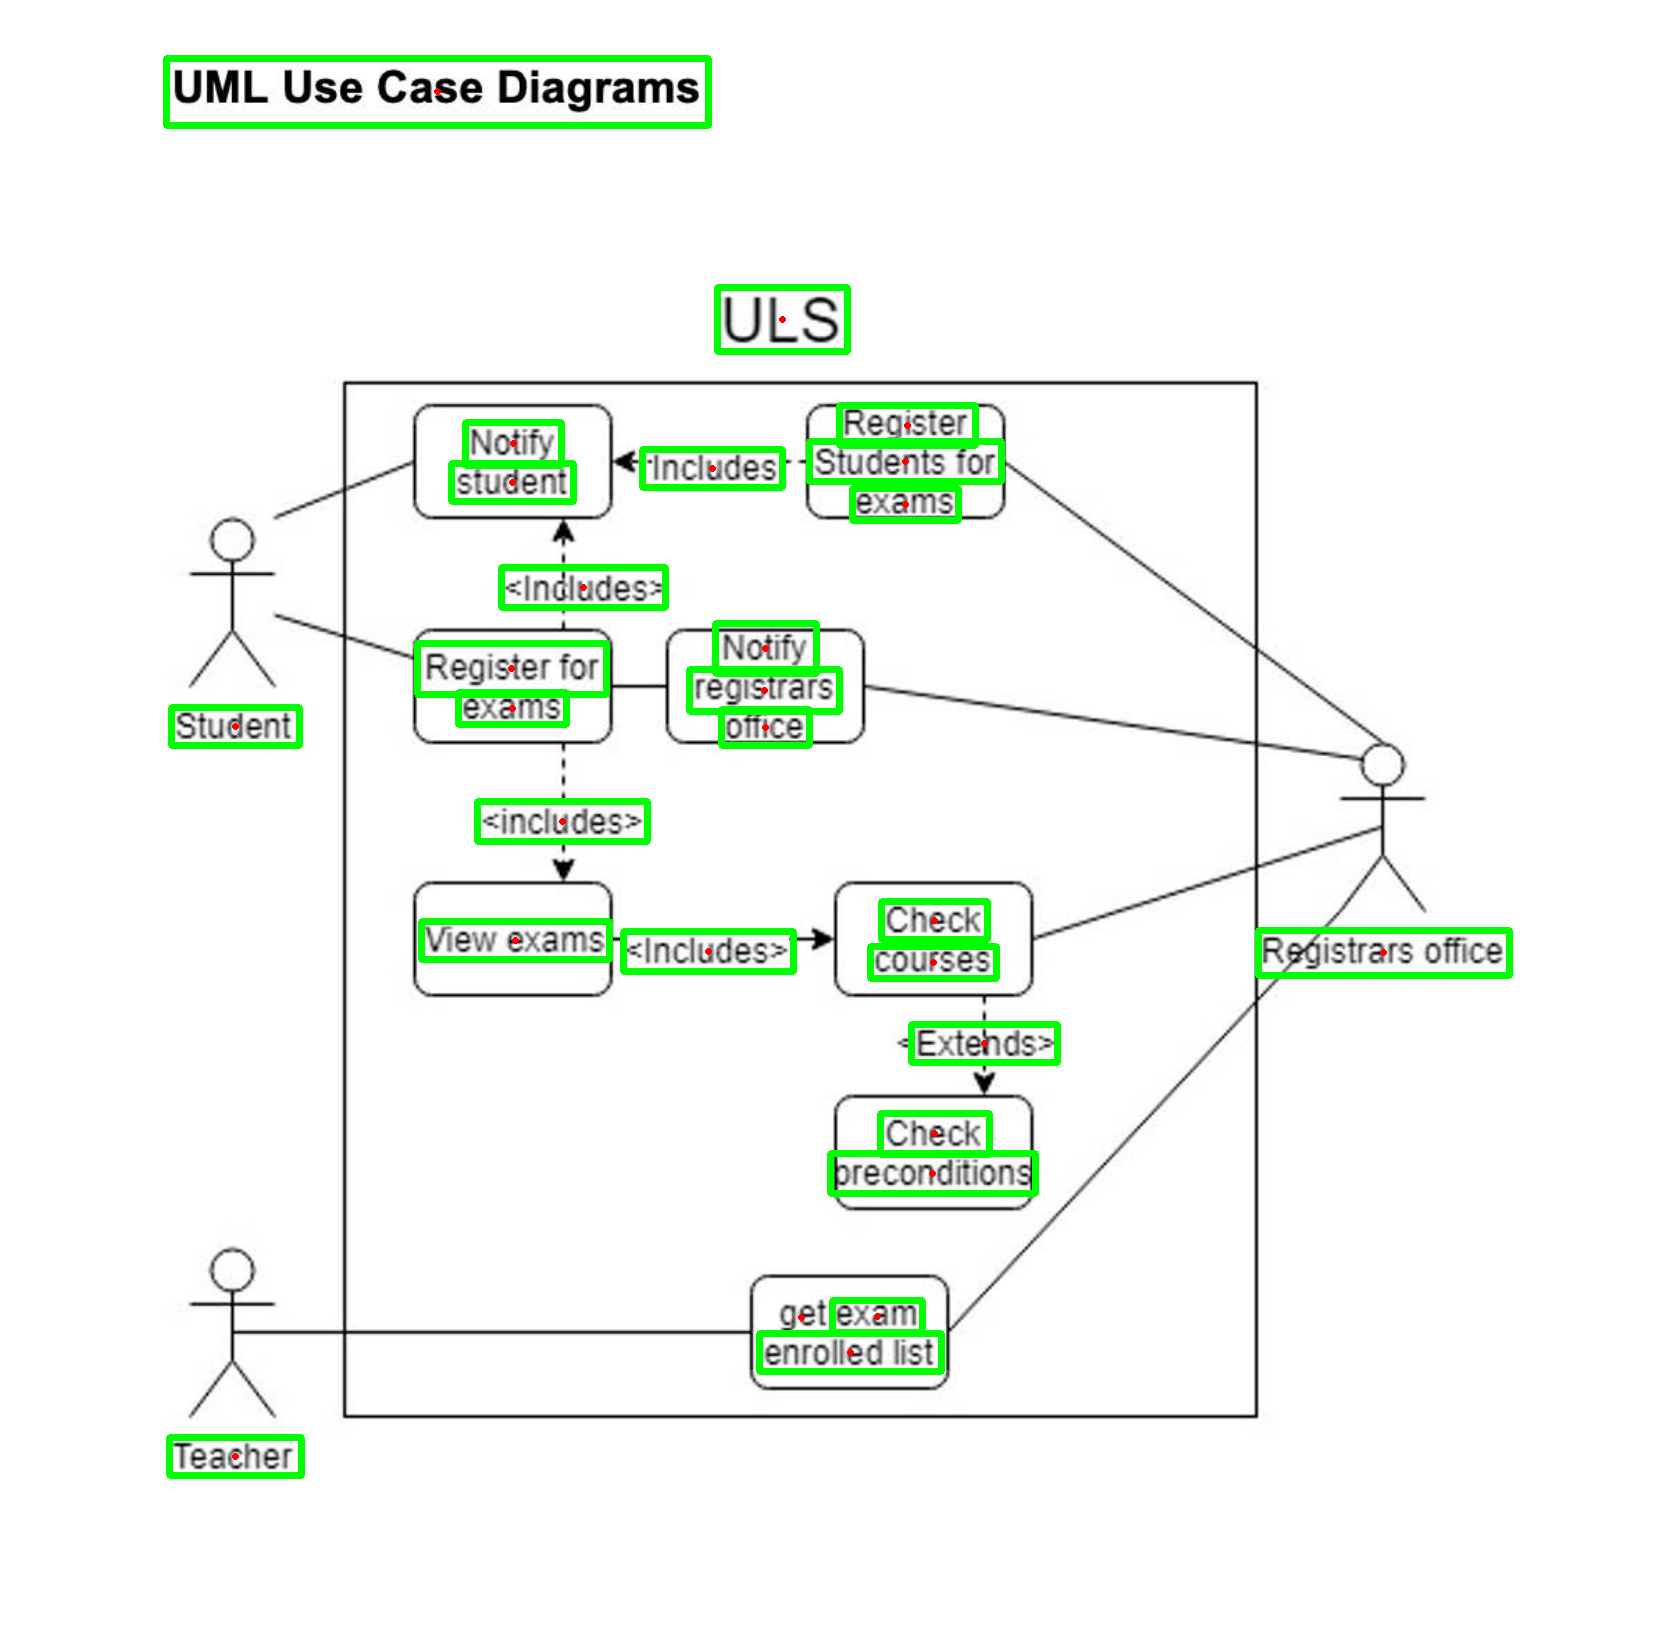 UML Use Case Diagrams
ULS
Notify
student
Includes
Register
Students for
exams
<Includes>
Register for
exams
Notify
registrars
office
Student
<includes>
View exams
<Includes>
Check
courses
Registrars office
<Extends>
Check
preconditions
get exam
enrolled list
Teacher